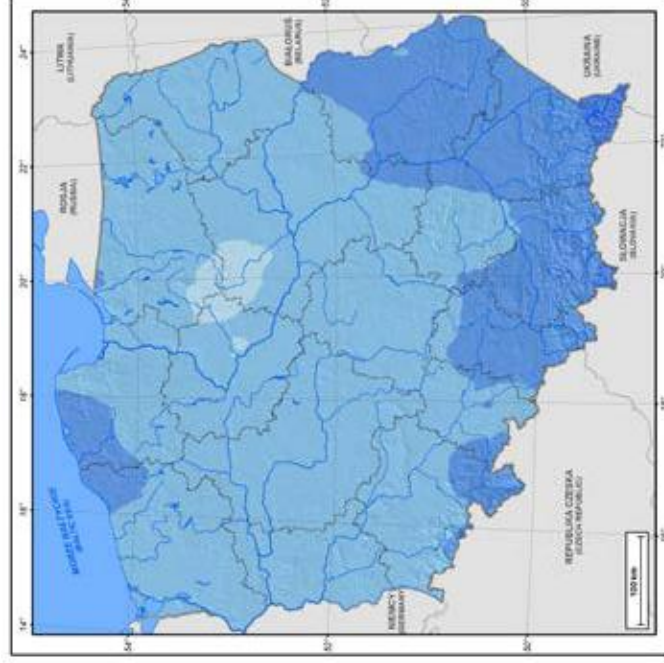 MORZE BAŁTYCKIE
(BALTIC SEA)
ROSJA
(RUSSIA)
LITWA
(LITHUANIA)
BIAŁORUŚ
(BELARUS)
UKRAINA
(UKRAINE)
SŁOWACJA
(SLOVAKIA)
REPUBLIKA CZESKA
(CZECH REPUBLIC)
NIEMCY
(GERMANY)
14°
16°
18°
20°
22°
24°
54°
52°
50°
100 km